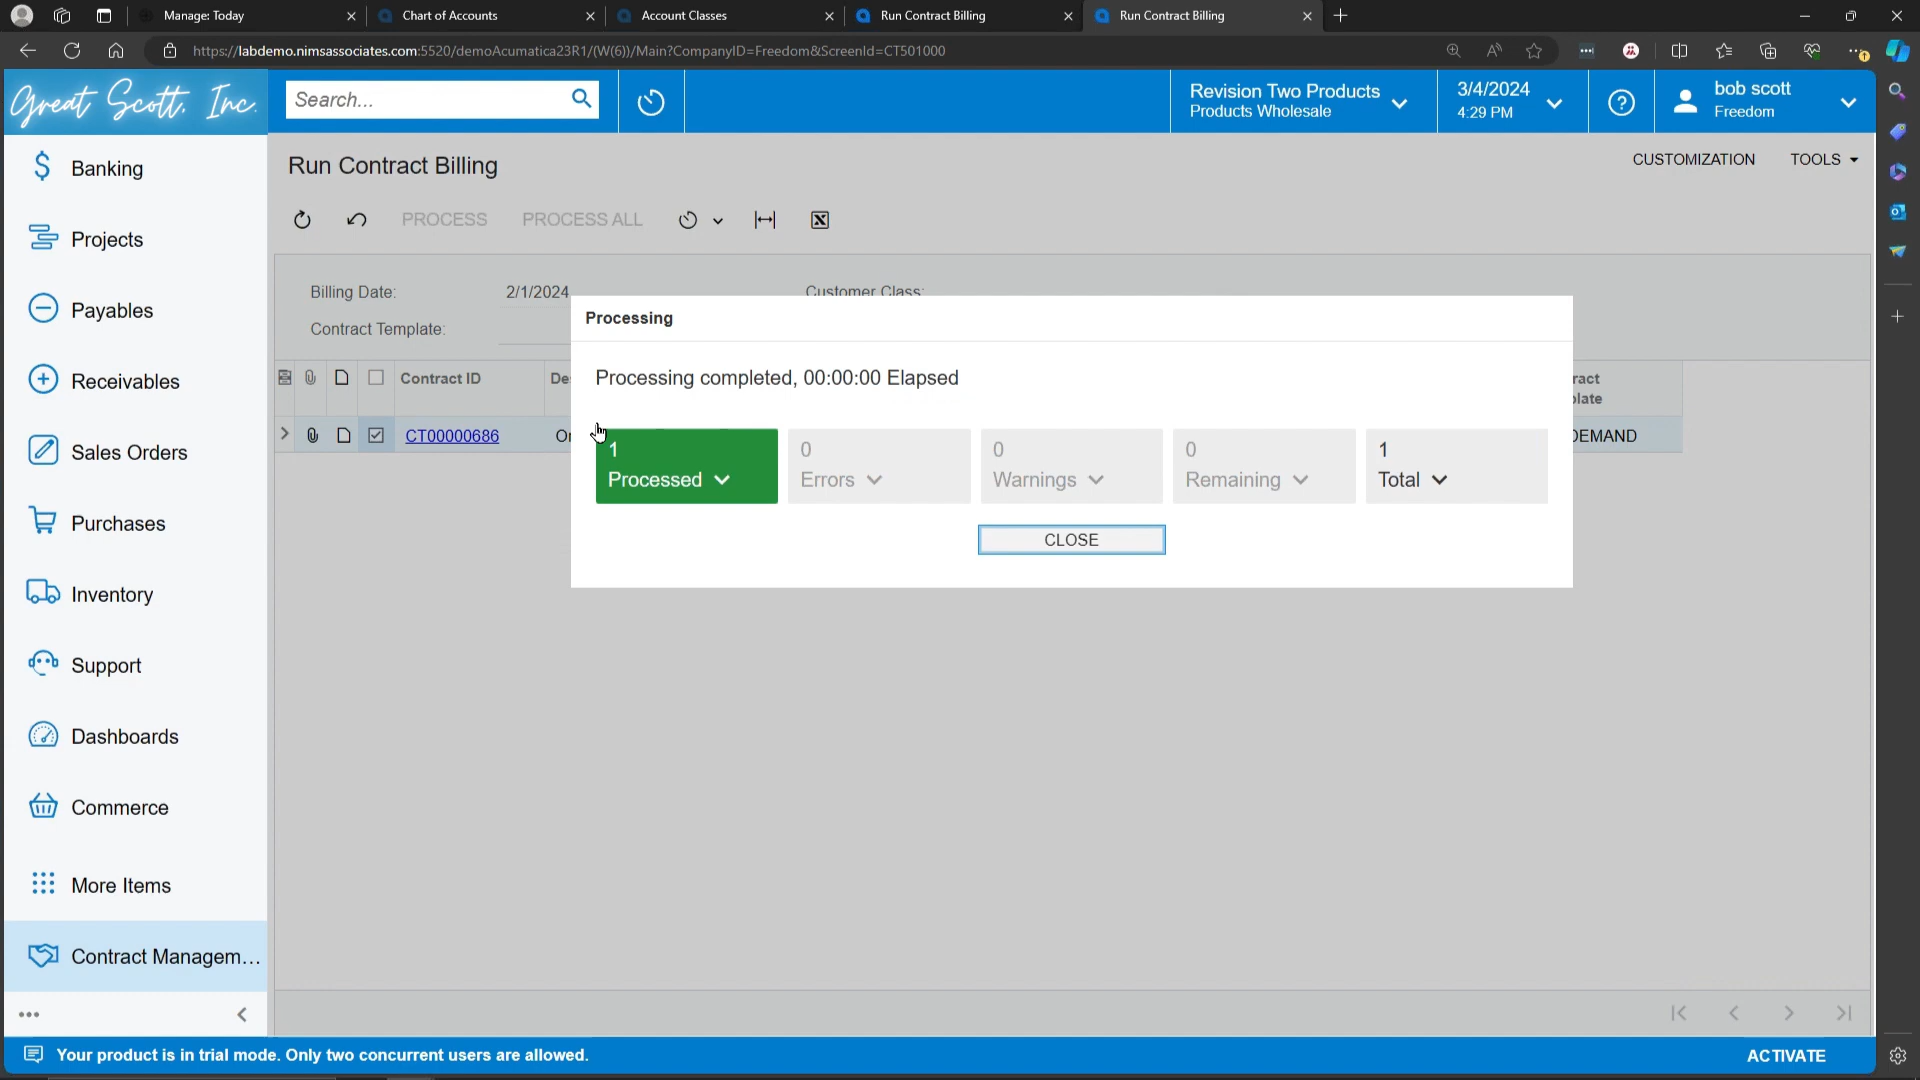 Manage: Today
Chart of Accounts
Account Classes
Run Contract Billing
Run Contract Billing
https://labdemo.nimsassociates.com:5520/demoAcumatica23R1/(W(6))/Main?CompanyID=Freedom&ScreenId=CT501000
Great Scott, Inc.
Search...
Revision Two Products
Products Wholesale
3/4/2024
4:29 PM
bob scott
Freedom
Banking
Projects
Payables
Receivables
Sales Orders
Purchases
Inventory
Support
Dashboards
Commerce
More Items
Contract Managem...
Run Contract Billing
CUSTOMIZATION
TOOLS
PROCESS
PROCESS ALL
Billing Date:
2/1/2024
Customer Class:
Contract Template:
Contract ID
De
ract
plate
CT00000686
On
DEMAND
Processing
Processing completed, 00:00:00 Elapsed
1
Processed
0
Errors
0
Warnings
0
Remaining
1
Total
CLOSE
Your product is in trial mode. Only two concurrent users are allowed.
ACTIVATE